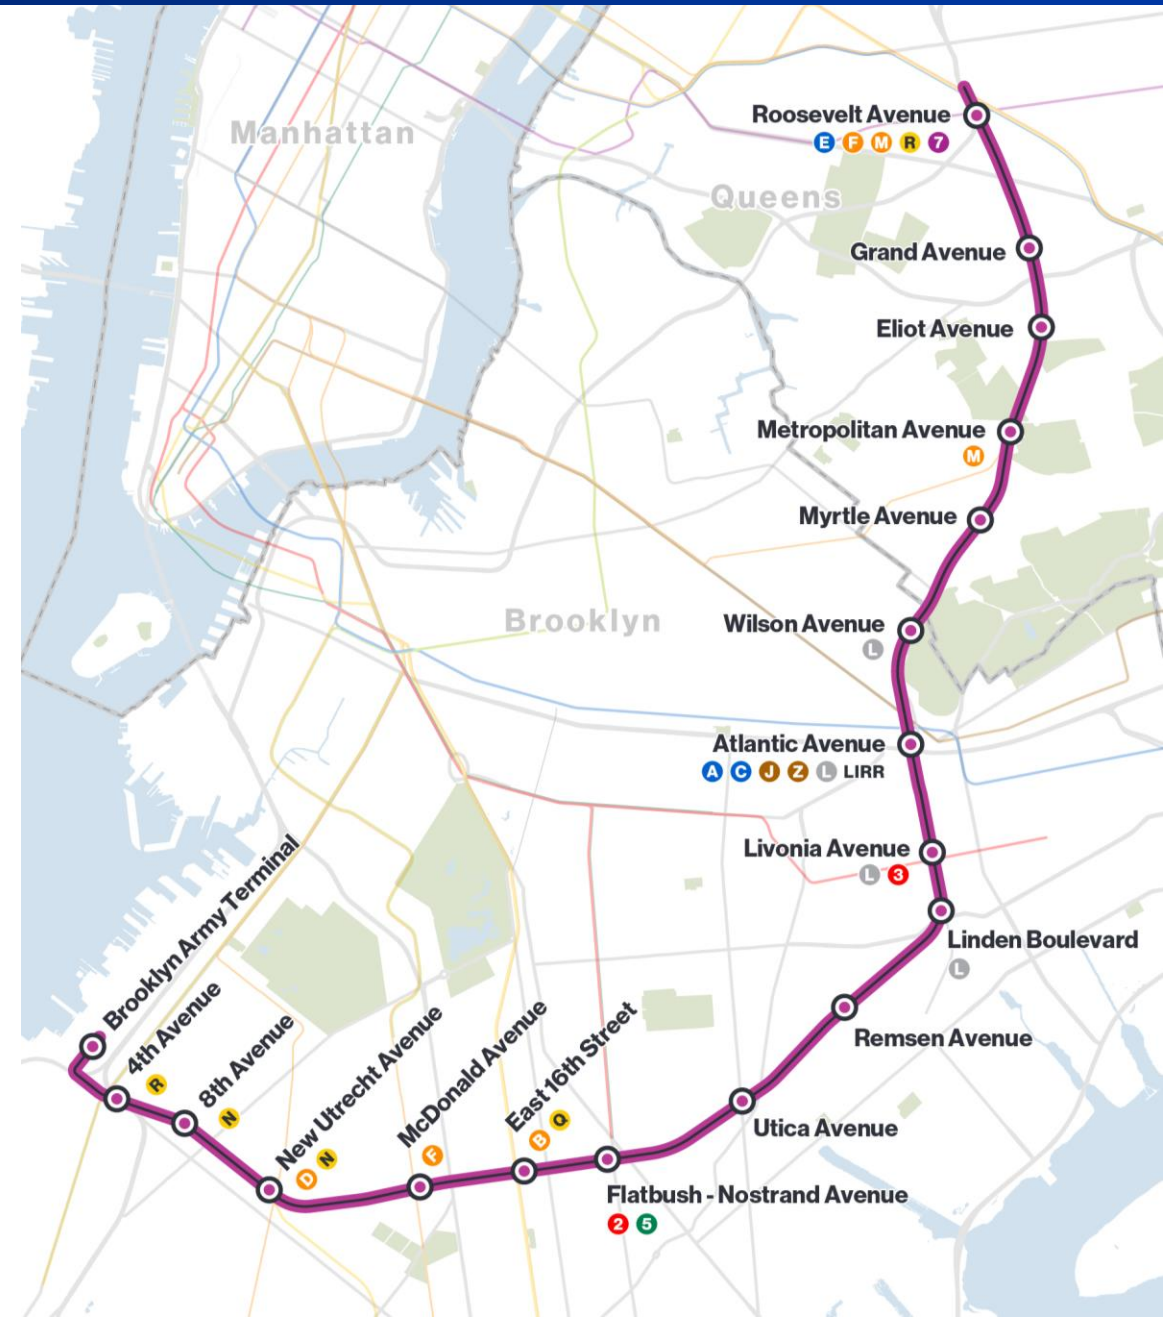 Manhattan
Roosevelt Avenue
E F M R 7
Queens
Grand Avenue
Eliot Avenue
Metropolitan Avenue
M
Myrtle Avenue
Brooklyn
Wilson Avenue
L
Atlantic Avenue
A C J Z L LIRR
Livonia Avenue
L 3
Linden Boulevard
L
Brooklyn Army Terminal
4th Avenue
R
8th Avenue
N
New Utrecht Avenue
D N
McDonald Avenue
F
East 16th Street
B Q
Remsen Avenue
Utica Avenue
Flatbush - Nostrand Avenue
2 5